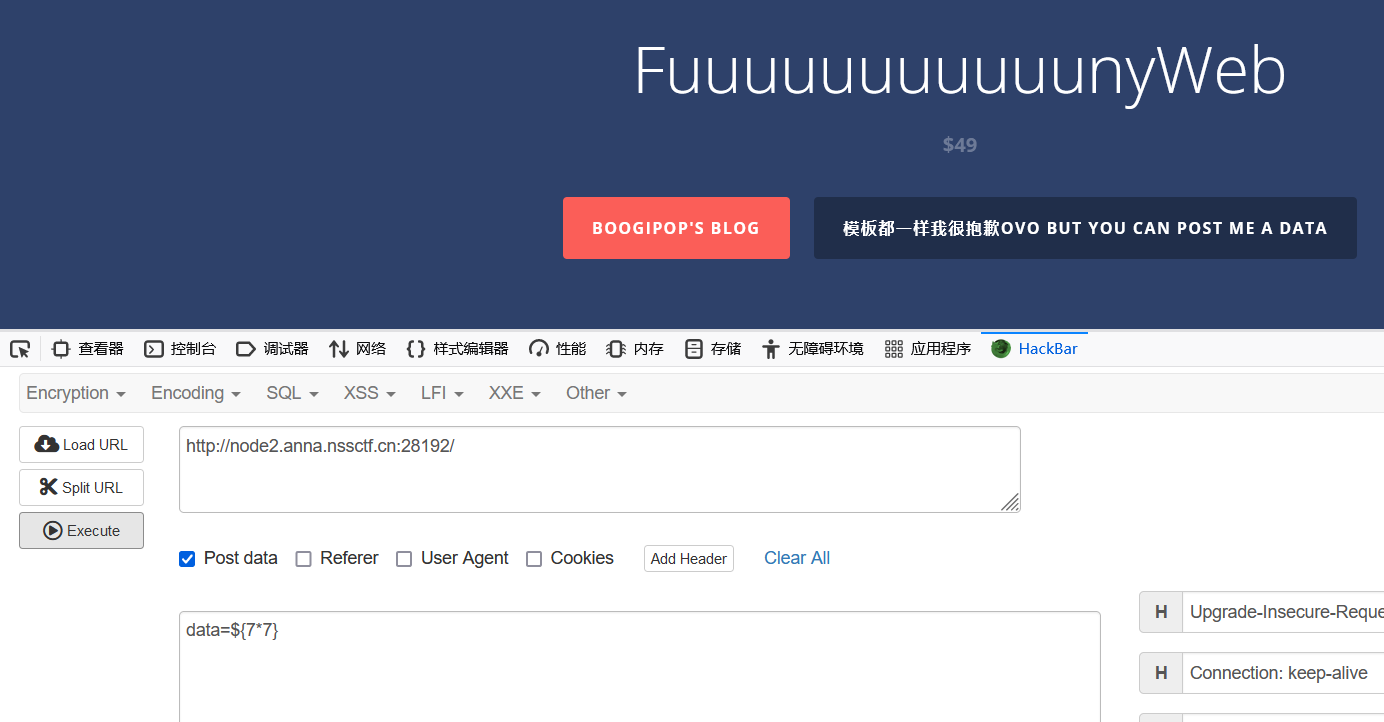 FuuuuuuuuuuunyWeb
$49
BOOGIPOP'S BLOG
模板都一样我很抱歉OVO BUT YOU CAN POST ME A DATA
查看器 控制台 调试器 网络 样式编辑器 性能 内存 存储 无障碍环境 应用程序 HackBar
Encryption Encoding SQL XSS LFI XXE Other
Load URL
http://node2.anna.nssctf.cn:28192/
Split URL
Execute
Post data Referer User Agent Cookies Add Header Clear All
H Upgrade-Insecure-Reque
data=${7*7}
H Connection: keep-alive